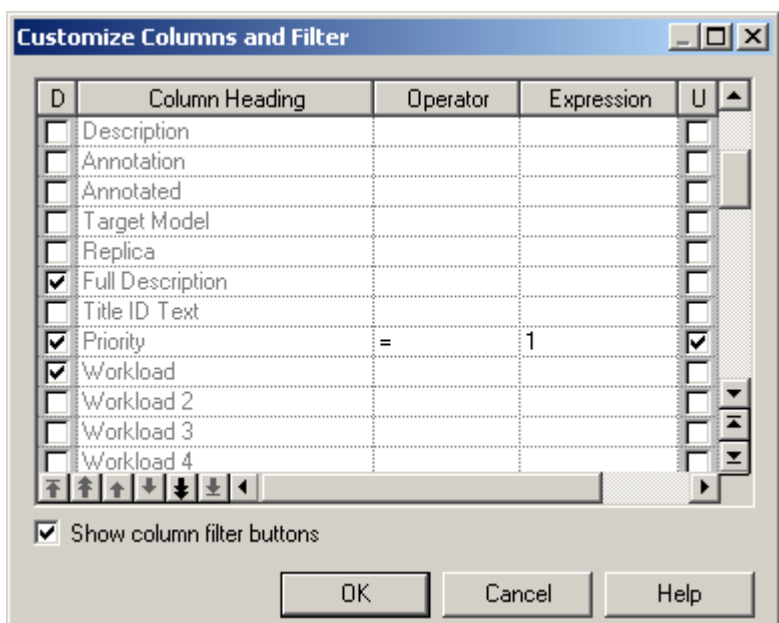 Customize Columns and Filter
D Column Heading Operator Expression U
Description
Annotation
Annotated
Target Model
Replica
Full Description
Title ID Text
Priority = 1
Workload
Workload 2
Workload 3
Workload 4
Show column filter buttons
OK Cancel Help